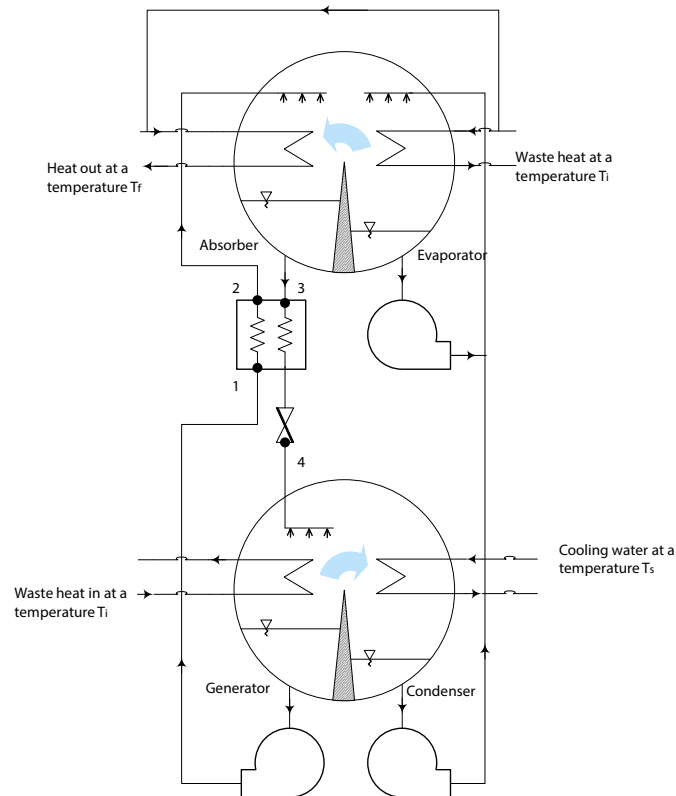 Heat out at a
temperature Tf
Waste heat at a
temperature Ti
Absorber
Evaporator
2
3
1
4
Cooling water at a
temperature Ts
Waste heat in at a
temperature Ti
Generator
Condenser